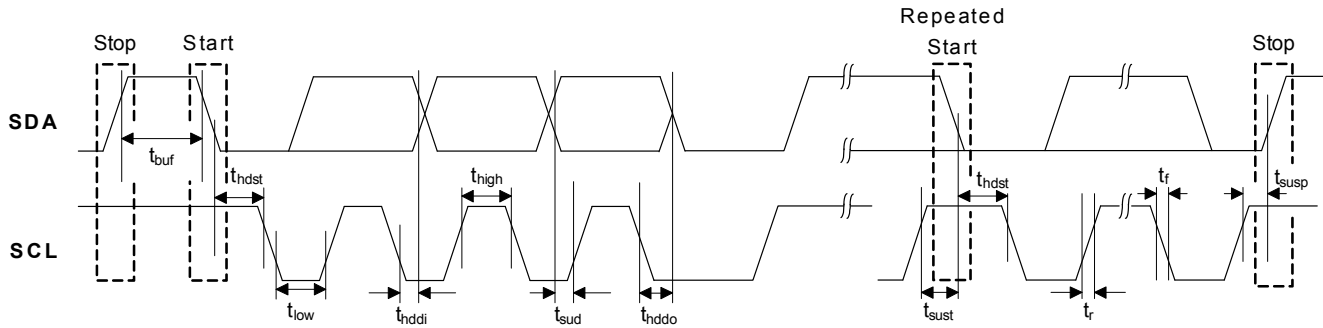 Repeated
Stop Start Start Stop
SDA
t_buf
t_hdst t_high t_hdst t_f t_susp
SCL
t_low t_hddi t_sud t_hddo t_sust t_r